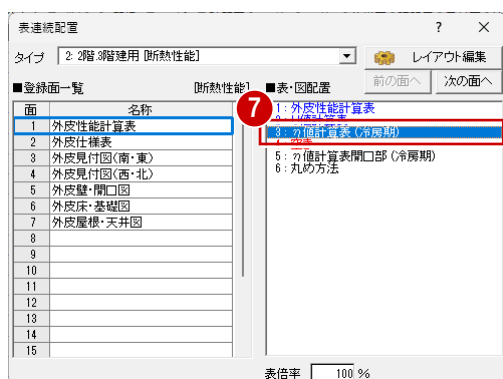 表連続配置 ? ×
タイプ 2: 2階.3階建用 [断熱性能] レイアウト編集
■登録面一覧 [断熱性能] ■表・図配置 前の面へ 次の面へ
7
面 名称
1 外皮性能計算表
2 外皮仕様表
3 外皮見付図(南・東)
4 外皮見付図(西・北)
5 外皮壁・開口図
6 外皮床・基礎図
7 外皮屋根・天井図
8
9
10
11
12
13
14
15
1: 外皮性能計算表
3: η値計算表(冷房期)
5: η値計算表開口部(冷房期)
6: 丸め方法
表倍率 100 %